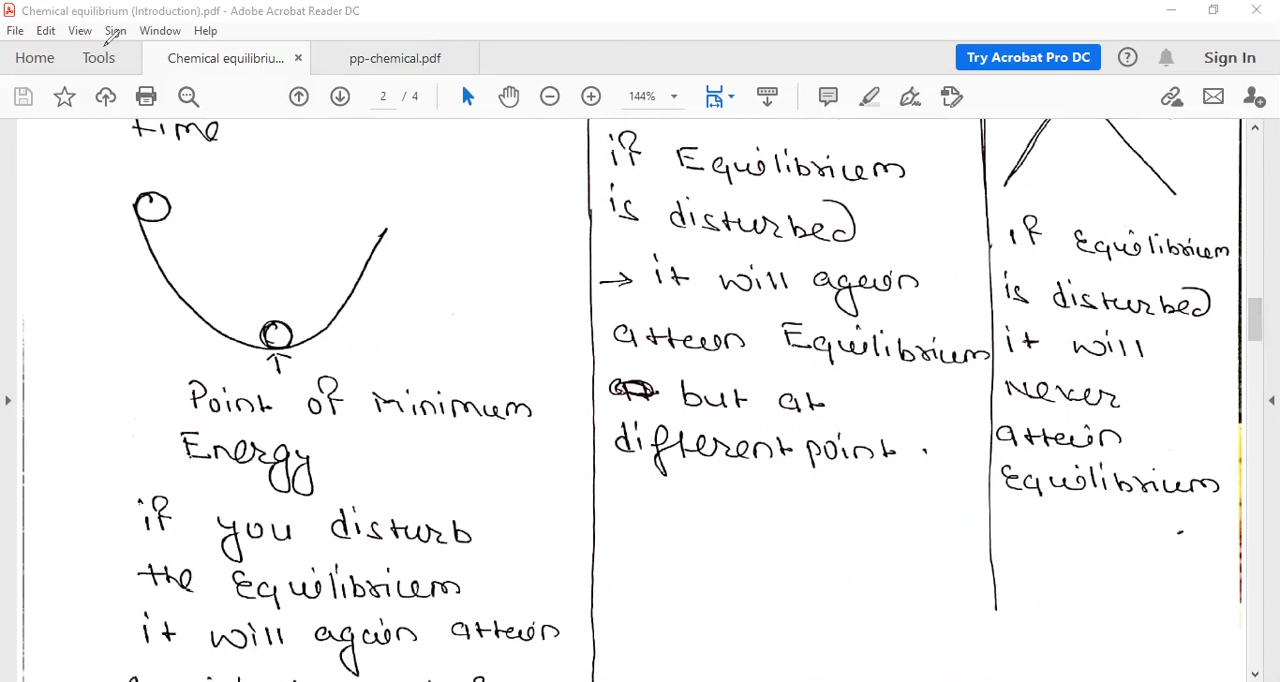 Chemical equilibrium (Introduction).pdf - Adobe Acrobat Reader DC
File Edit View Sign Window Help
Home Tools Chemical equilibriu... × pp-chemical.pdf Try Acrobat Pro DC Sign In
2 / 4 144%
time
Point of minimum
Energy
if you disturb
the Equilibrium
it will again attain
if Equilibrium
is disturbed
→ it will again
attain Equilibrium
but at
different point .
if Equilibrium
is disturbed
it will
Never
attain
Equilibrium